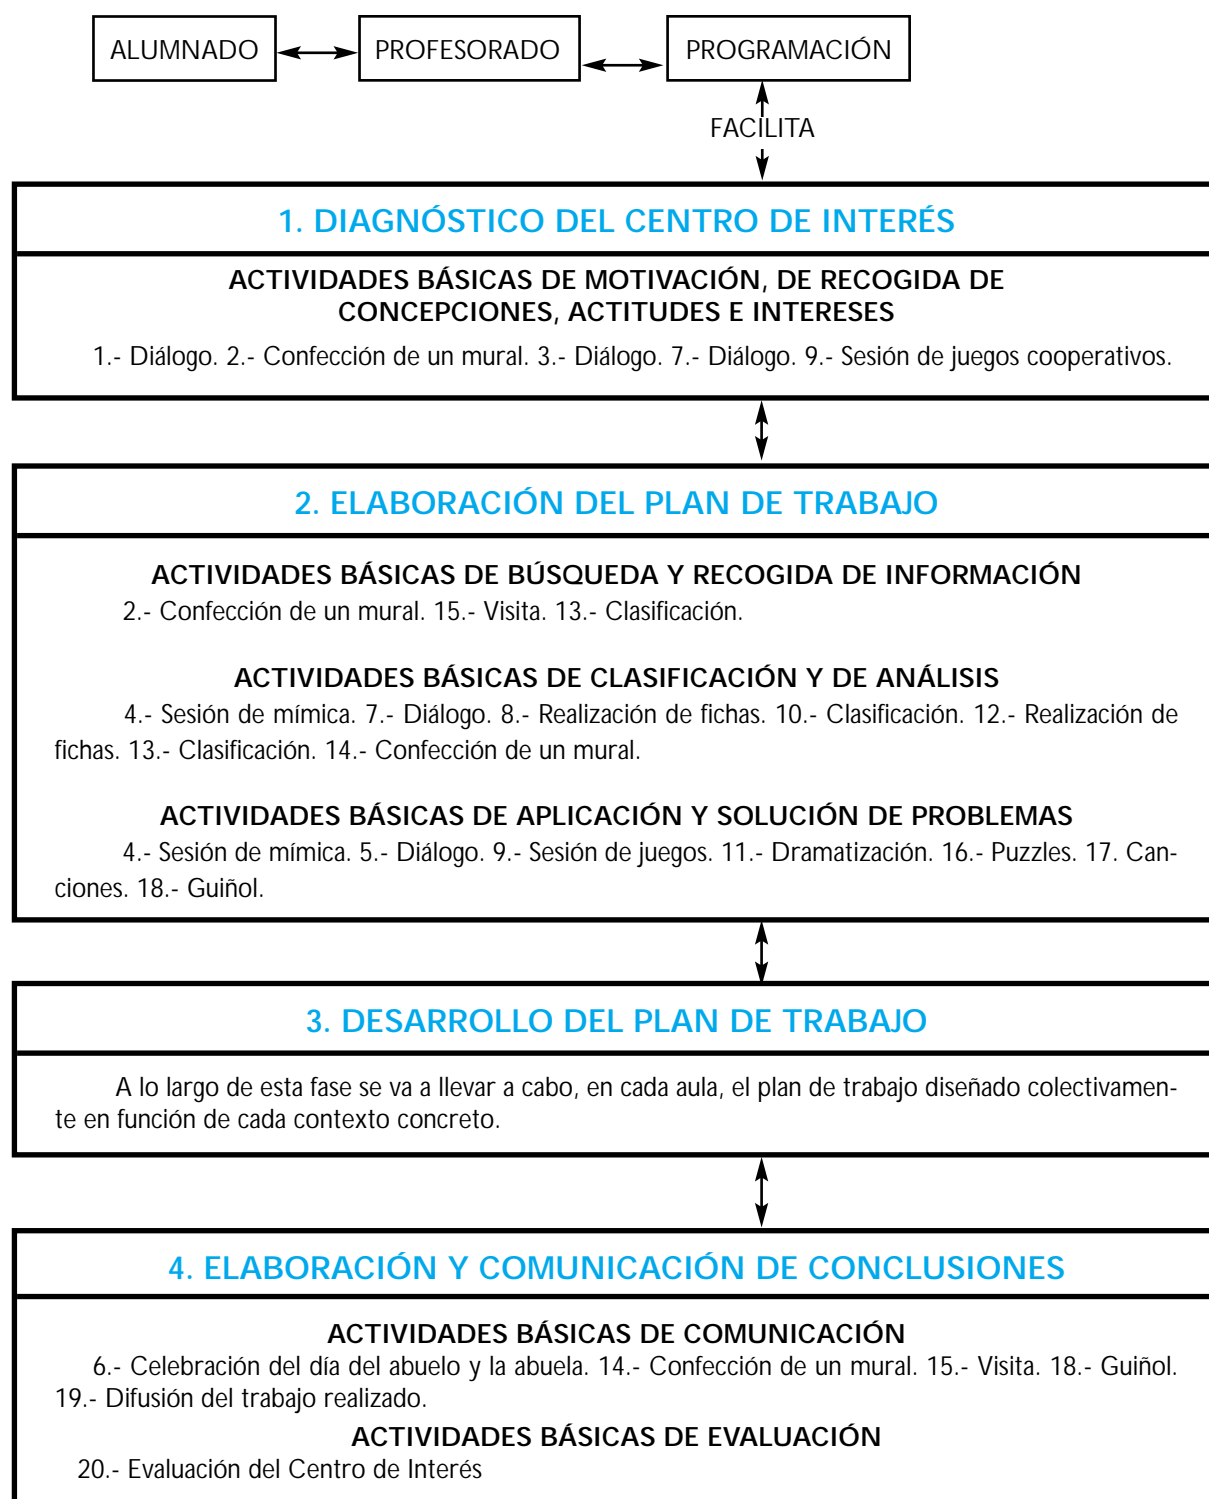 ALUMNADO PROFESORADO PROGRAMACIÓN
FACILITA
1. DIAGNÓSTICO DEL CENTRO DE INTERÉS
ACTIVIDADES BÁSICAS DE MOTIVACIÓN, DE RECOGIDA DE
CONCEPCIONES, ACTITUDES E INTERESES
1.- Diálogo. 2.- Confección de un mural. 3.- Diálogo. 7.- Diálogo. 9.- Sesión de juegos cooperativos.
2. ELABORACIÓN DEL PLAN DE TRABAJO
ACTIVIDADES BÁSICAS DE BÚSQUEDA Y RECOGIDA DE INFORMACIÓN
2.- Confección de un mural. 15.- Visita. 13.- Clasificación.
ACTIVIDADES BÁSICAS DE CLASIFICACIÓN Y DE ANÁLISIS
4.- Sesión de mímica. 7.- Diálogo. 8.- Realización de fichas. 10.- Clasificación. 12.- Realización de
fichas. 13.- Clasificación. 14.- Confección de un mural.
ACTIVIDADES BÁSICAS DE APLICACIÓN Y SOLUCIÓN DE PROBLEMAS
4.- Sesión de mímica. 5.- Diálogo. 9.- Sesión de juegos. 11.- Dramatización. 16.- Puzzles. 17. Can-
ciones. 18.- Guiñol.
3. DESARROLLO DEL PLAN DE TRABAJO
A lo largo de esta fase se va a llevar a cabo, en cada aula, el plan de trabajo diseñado colectivamen-
te en función de cada contexto concreto.
4. ELABORACIÓN Y COMUNICACIÓN DE CONCLUSIONES
ACTIVIDADES BÁSICAS DE COMUNICACIÓN
6.- Celebración del día del abuelo y la abuela. 14.- Confección de un mural. 15.- Visita. 18.- Guiñol.
19.- Difusión del trabajo realizado.
ACTIVIDADES BÁSICAS DE EVALUACIÓN
20.- Evaluación del Centro de Interés